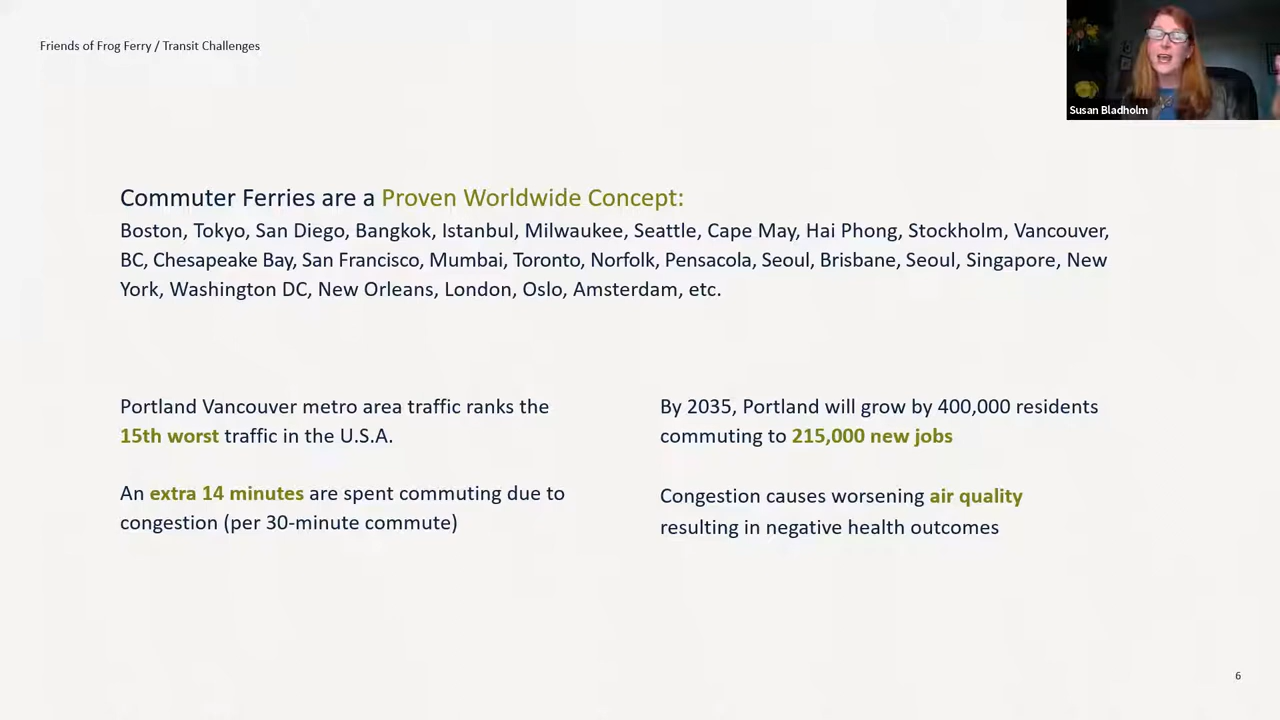 Friends of Frog Ferry / Transit Challenges
Susan Bladholm
Commuter Ferries are a Proven Worldwide Concept:
Boston, Tokyo, San Diego, Bangkok, Istanbul, Milwaukee, Seattle, Cape May, Hai Phong, Stockholm, Vancouver,
BC, Chesapeake Bay, San Francisco, Mumbai, Toronto, Norfolk, Pensacola, Seoul, Brisbane, Seoul, Singapore, New
York, Washington DC, New Orleans, London, Oslo, Amsterdam, etc.
Portland Vancouver metro area traffic ranks the
15th worst traffic in the U.S.A.
An extra 14 minutes are spent commuting due to
congestion (per 30-minute commute)
By 2035, Portland will grow by 400,000 residents
commuting to 215,000 new jobs
Congestion causes worsening air quality
resulting in negative health outcomes
6